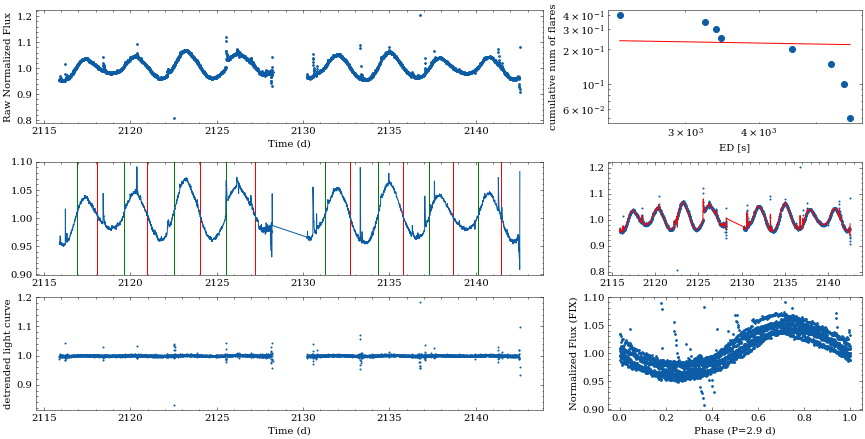 Raw Normalized Flux
1.2
1.1
1.0
0.9
0.8
2115 2120 2125 2130 2135 2140
Time (d)
cumulative num of flares
4 × 10⁻¹
3 × 10⁻¹
2 × 10⁻¹
10⁻¹
6 × 10⁻²
3 × 10³ 4 × 10³
ED [s]
1.10
1.05
1.00
0.95
0.90
1.2
1.1
1.0
0.9
0.8
2115 2120 2125 2130 2135 2140
detrended light curve
1.2
1.1
1.0
0.9
2115 2120 2125 2130 2135 2140
Time (d)
Normalized Flux (FIX)
1.10
1.05
1.00
0.95
0.90
0.0 0.2 0.4 0.6 0.8 1.0
Phase (P=2.9 d)